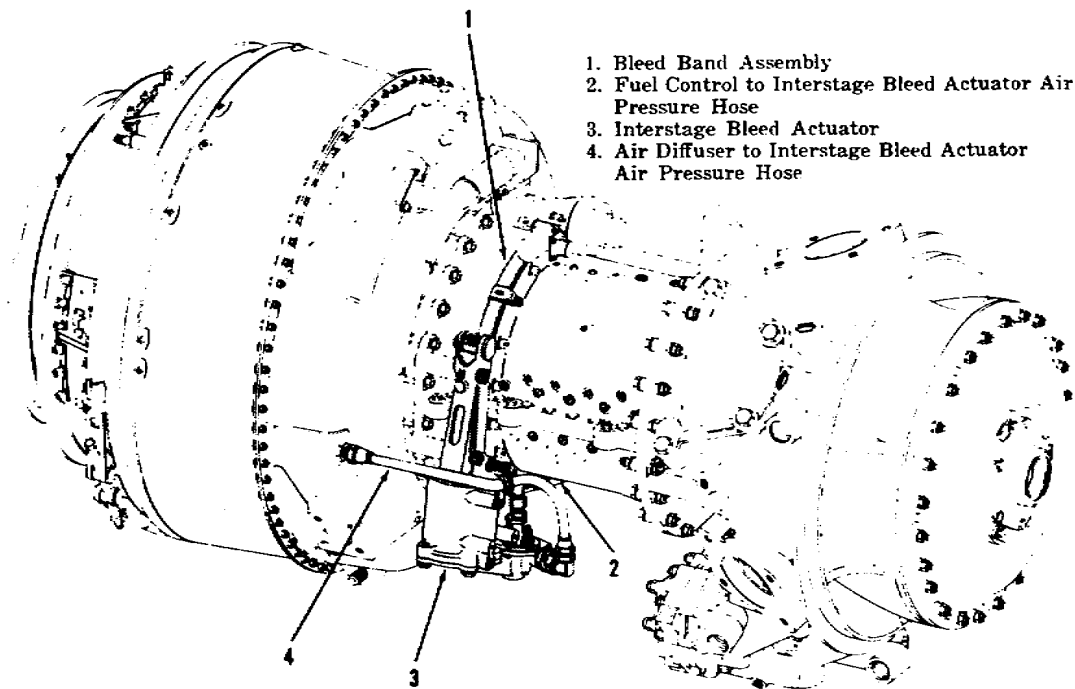 1
1. Bleed Band Assembly
2. Fuel Control to Interstage Bleed Actuator Air
Pressure Hose
3. Interstage Bleed Actuator
4. Air Diffuser to Interstage Bleed Actuator
Air Pressure Hose
2
4
3